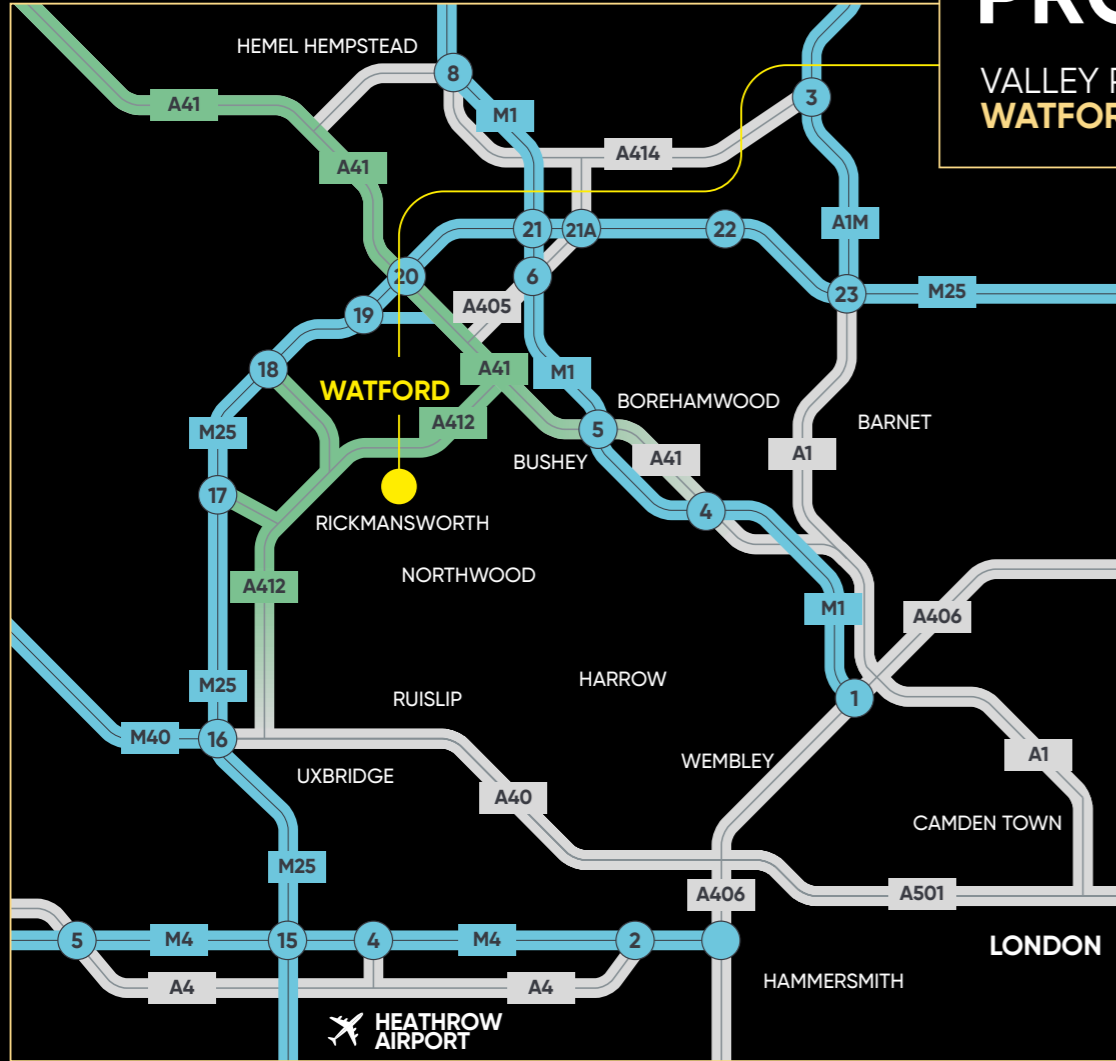 HEMEL HEMPSTEAD
8
3
VALLEY
A41
M1
A414
A41
A1M
21
21A
22
20
6
23
M25
19
A405
18
A41
M1
WATFORD
BOREHAMWOOD
A412
BARNET
M25
5
A1
BUSHEY
A41
17
4
RICKMANSWORTH
NORTHWOOD
A412
M1
A406
HARROW
M25
RUISLIP
1
M40
16
A1
UXBRIDGE
WEMBLEY
A40
CAMDEN TOWN
M25
A406
A501
5
M4
15
4
M4
2
LONDON
A4
A4
HAMMERSMITH
HEATHROW
AIRPORT